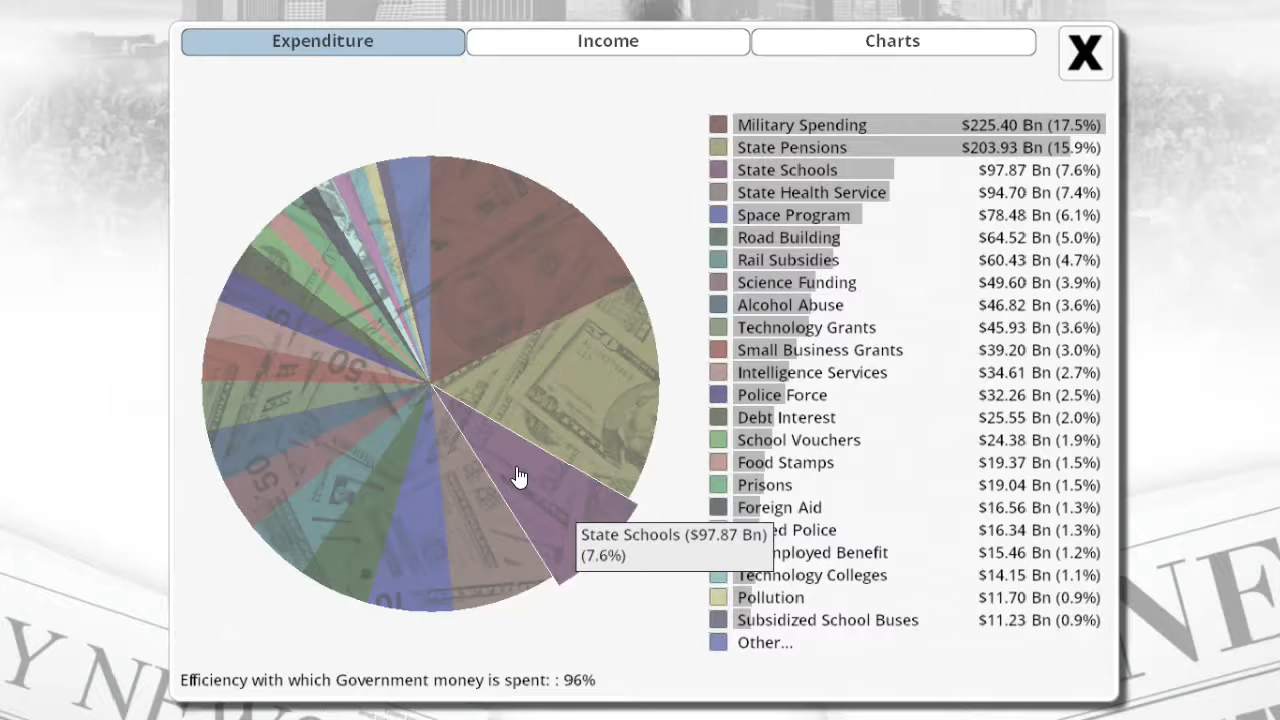 Expenditure
Income
Charts
X
Military Spending $225.40 Bn (17.5%)
State Pensions $203.93 Bn (15.9%)
State Schools $97.87 Bn (7.6%)
State Health Service $94.70 Bn (7.4%)
Space Program $78.48 Bn (6.1%)
Road Building $64.52 Bn (5.0%)
Rail Subsidies $60.43 Bn (4.7%)
Science Funding $49.60 Bn (3.9%)
Alcohol Abuse $46.82 Bn (3.6%)
Technology Grants $45.93 Bn (3.6%)
Small Business Grants $39.20 Bn (3.0%)
Intelligence Services $34.61 Bn (2.7%)
Police Force $32.26 Bn (2.5%)
Debt Interest $25.55 Bn (2.0%)
School Vouchers $24.38 Bn (1.9%)
Food Stamps $19.37 Bn (1.5%)
Prisons $19.04 Bn (1.5%)
Foreign Aid $16.56 Bn (1.3%)
Police $16.34 Bn (1.3%)
Benefit $15.46 Bn (1.2%)
Technology Colleges $14.15 Bn (1.1%)
Pollution $11.70 Bn (0.9%)
Subsidized School Buses $11.23 Bn (0.9%)
Other...
State Schools ($97.87 Bn)
(7.6%)
Efficiency with which Government money is spent: : 96%